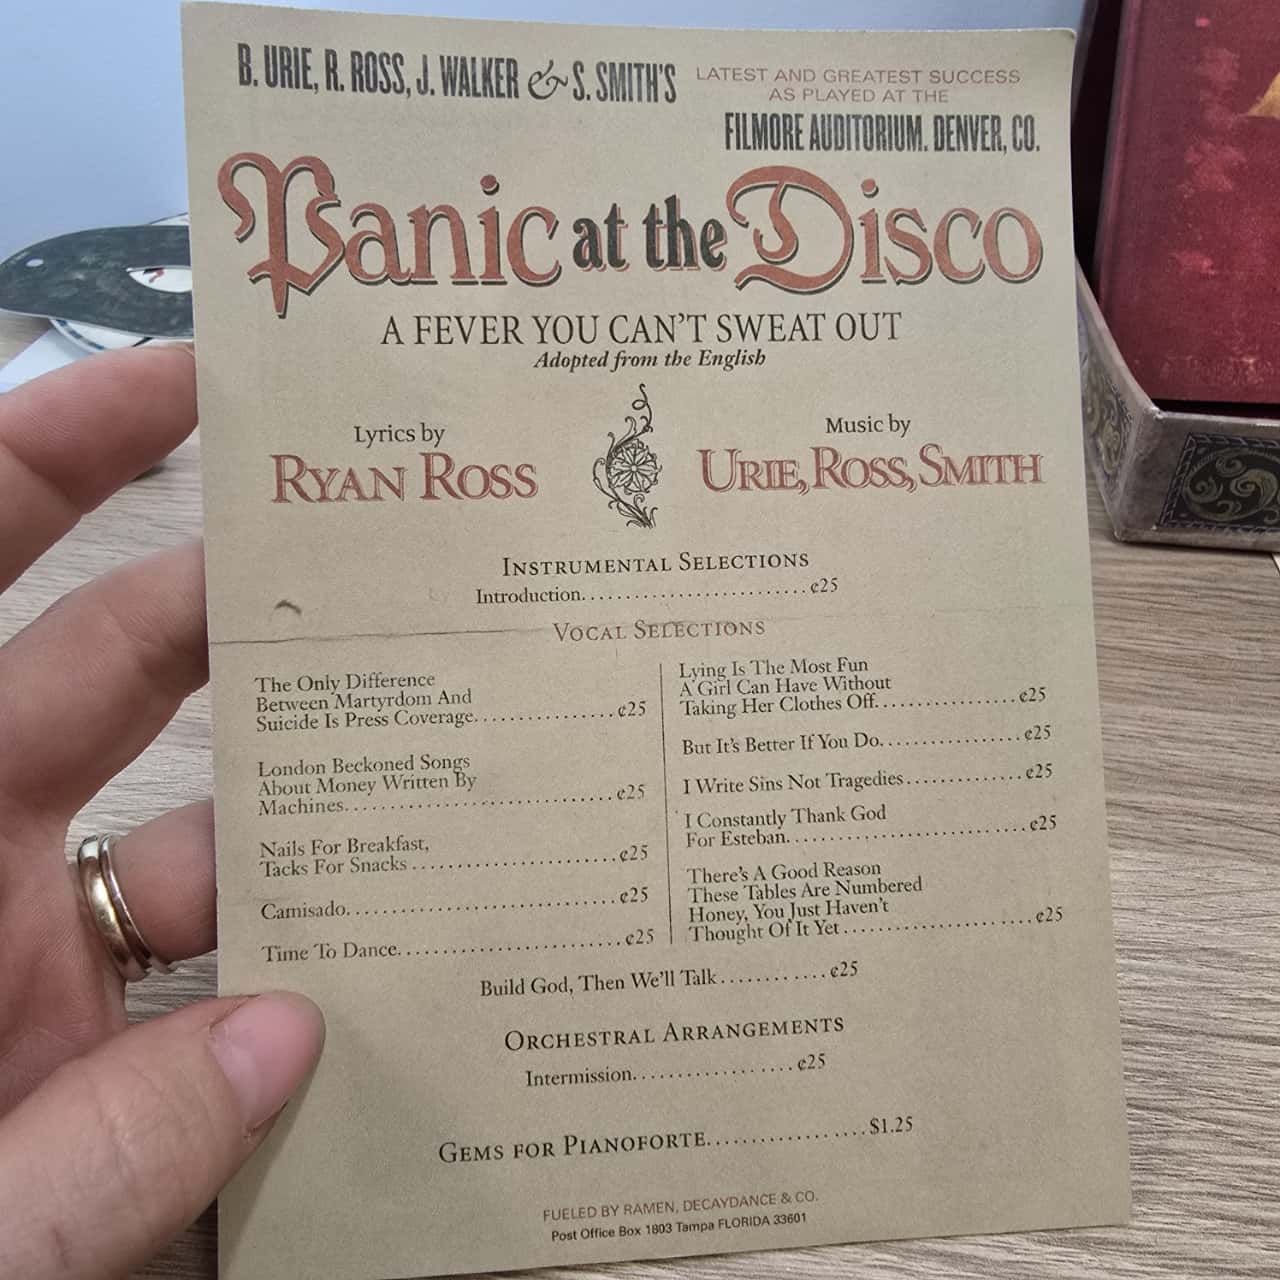 B. URIE, R. ROSS, J. WALKER & S. SMITH'S
LATEST AND GREATEST SUCCESS
AS PLAYED AT THE
FILMORE AUDITORIUM. DENVER, CO.
Panic at the Disco
A FEVER YOU CAN'T SWEAT OUT
Adopted from the English
Lyrics by
RYAN ROSS
Music by
URIE, ROSS, SMITH
INSTRUMENTAL SELECTIONS
Introduction..........................¢25
VOCAL SELECTIONS
The Only Difference
Between Martyrdom And
Suicide Is Press Coverage................¢25
London Beckoned Songs
About Money Written By
Machines...............................¢25
Nails For Breakfast,
Tacks For Snacks.......................¢25
Camisado...............................¢25
Time To Dance.........................¢25
Lying Is The Most Fun
A Girl Can Have Without
Taking Her Clothes Off................¢25
But It's Better If You Do................¢25
I Write Sins Not Tragedies.............¢25
I Constantly Thank God
For Esteban...........................¢25
There's A Good Reason
These Tables Are Numbered
Honey, You Just Haven't
Thought Of It Yet.....................¢25
Build God, Then We'll Talk............¢25
ORCHESTRAL ARRANGEMENTS
Intermission..................¢25
GEMS FOR PIANOFORTE.................$1.25
FUELED BY RAMEN, DECAYDANCE & CO.
Post Office Box 1803 Tampa FLORIDA 33601